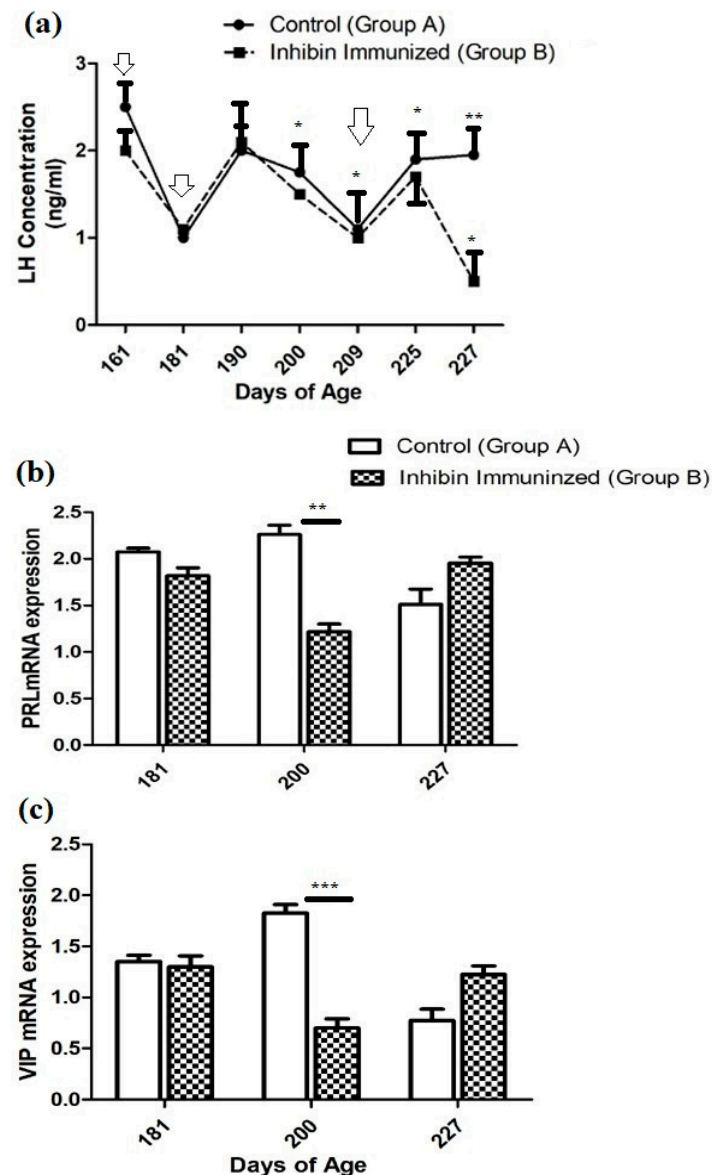 (a)
Control (Group A)
Inhibin Immunized (Group B)
LH Concentration
(ng/ml)
3
2
1
0
* * * ** *
161 181 190 200 209 225 227
Days of Age
(b)
Control (Group A)
Inhibin Immuninzed (Group B)
PRLmRNA expression
2.5
2.0
1.5
1.0
0.5
0.0
**
181 200 227
(c)
VIP mRNA expression
2.5
2.0
1.5
1.0
0.5
0.0
***
181 200 227
Days of Age